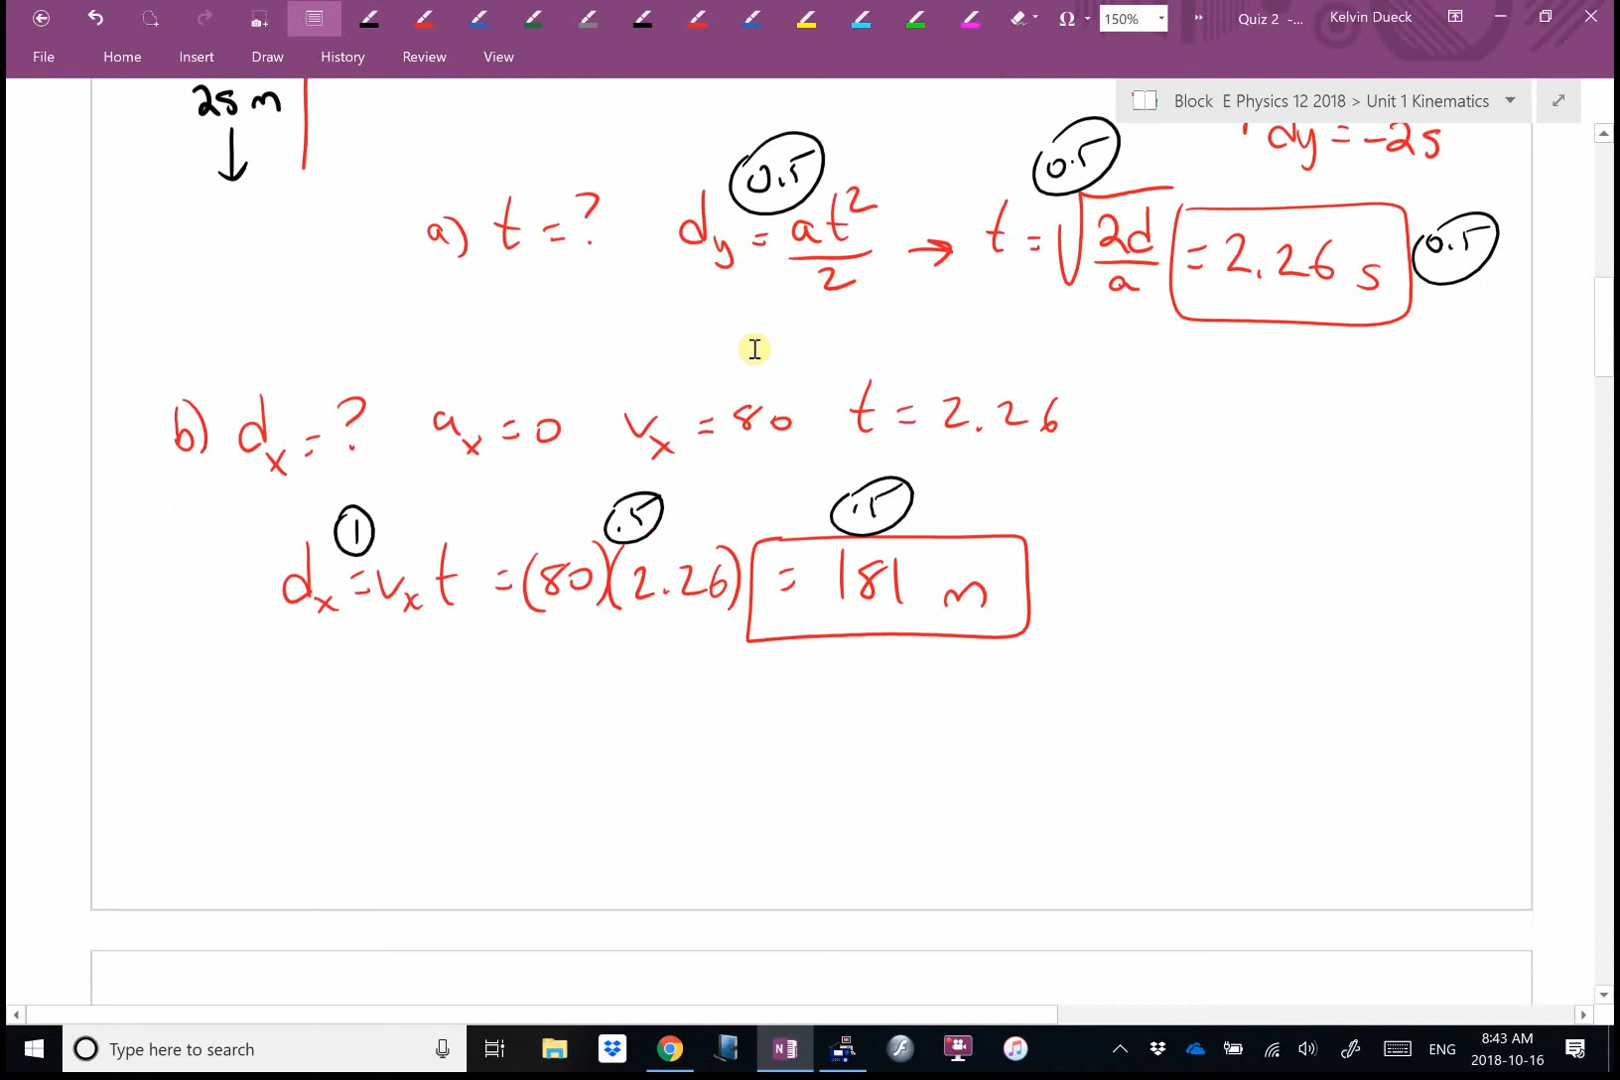 150%
Quiz 2 -...
Kelvin Dueck
File
Home
Insert
Draw
History
Review
View
Block E Physics 12 2018 > Unit 1 Kinematics
25 m
dy = -25
0.5
0.5
a) t = ? dy = at²/2 → t = √2d/a = 2.26 s
0.5
b) dx = ? ax = 0 vx = 80 t = 2.26
1
.5
.5
dx = vx t = (80)(2.26) = 181 m
Type here to search
ENG
8:43 AM
2018-10-16